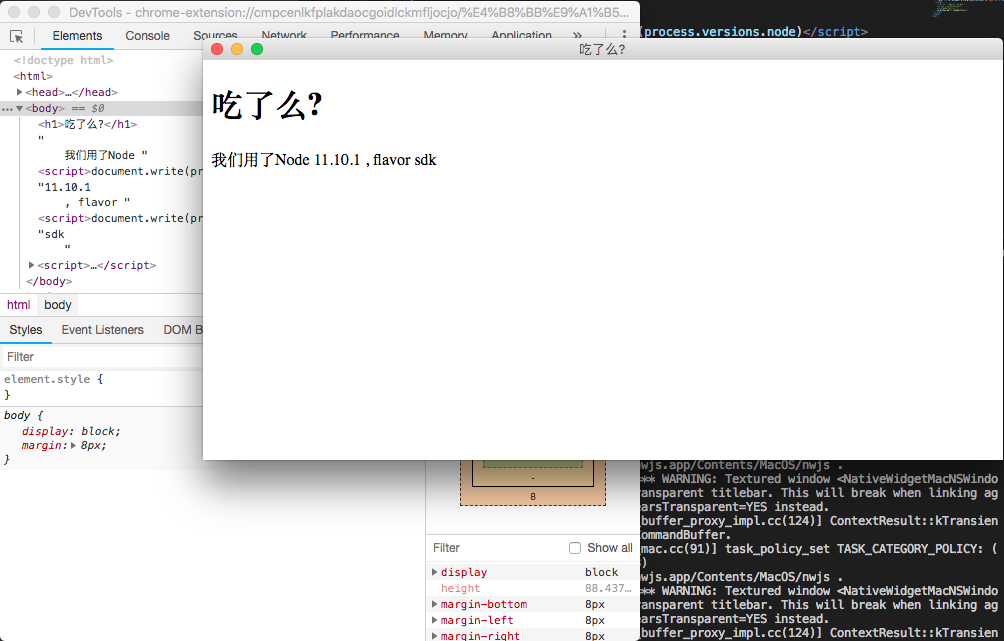 DevTools - chrome-extension://cmpcenlkfplakdaocgoidlckmfljocjo/%E4%B8%BB%E9%A1%B5...
Elements Console Sources Network Performance Memory Application »
<!doctype html>
<html>
<head>…</head>
<body> == $0
<h1>吃了么?</h1>
"
我们用了Node "
<script>document.write(pr
"11.10.1
, flavor "
<script>document.write(pr
"sdk
"
<script>…</script>
</body>
html body
Styles Event Listeners DOM B
Filter
element.style {
}
body {
display: block;
margin: 8px;
}
(process.versions.node)</script>
吃了么?
吃了么?
我们用了Node 11.10.1 , flavor sdk
-
8
Filter Show all
display block
height 88.437…
margin-bottom 8px
margin-left 8px
margin-right 8px
wjs.app/Contents/MacOS/nwjs .
** WARNING: Textured window <NativeWidgetMacNSWindo
ansparent titlebar. This will break when linking ag
earsTransparent=YES instead.
buffer_proxy_impl.cc(124)] ContextResult::kTransien
ommandBuffer.
mac.cc(91)] task_policy_set TASK_CATEGORY_POLICY: (
)
wjs.app/Contents/MacOS/nwjs .
** WARNING: Textured window <NativeWidgetMacNSWindo
ansparent titlebar. This will break when linking ag
earsTransparent=YES instead.
buffer_proxy_impl.cc(124)] ContextResult::kTransien